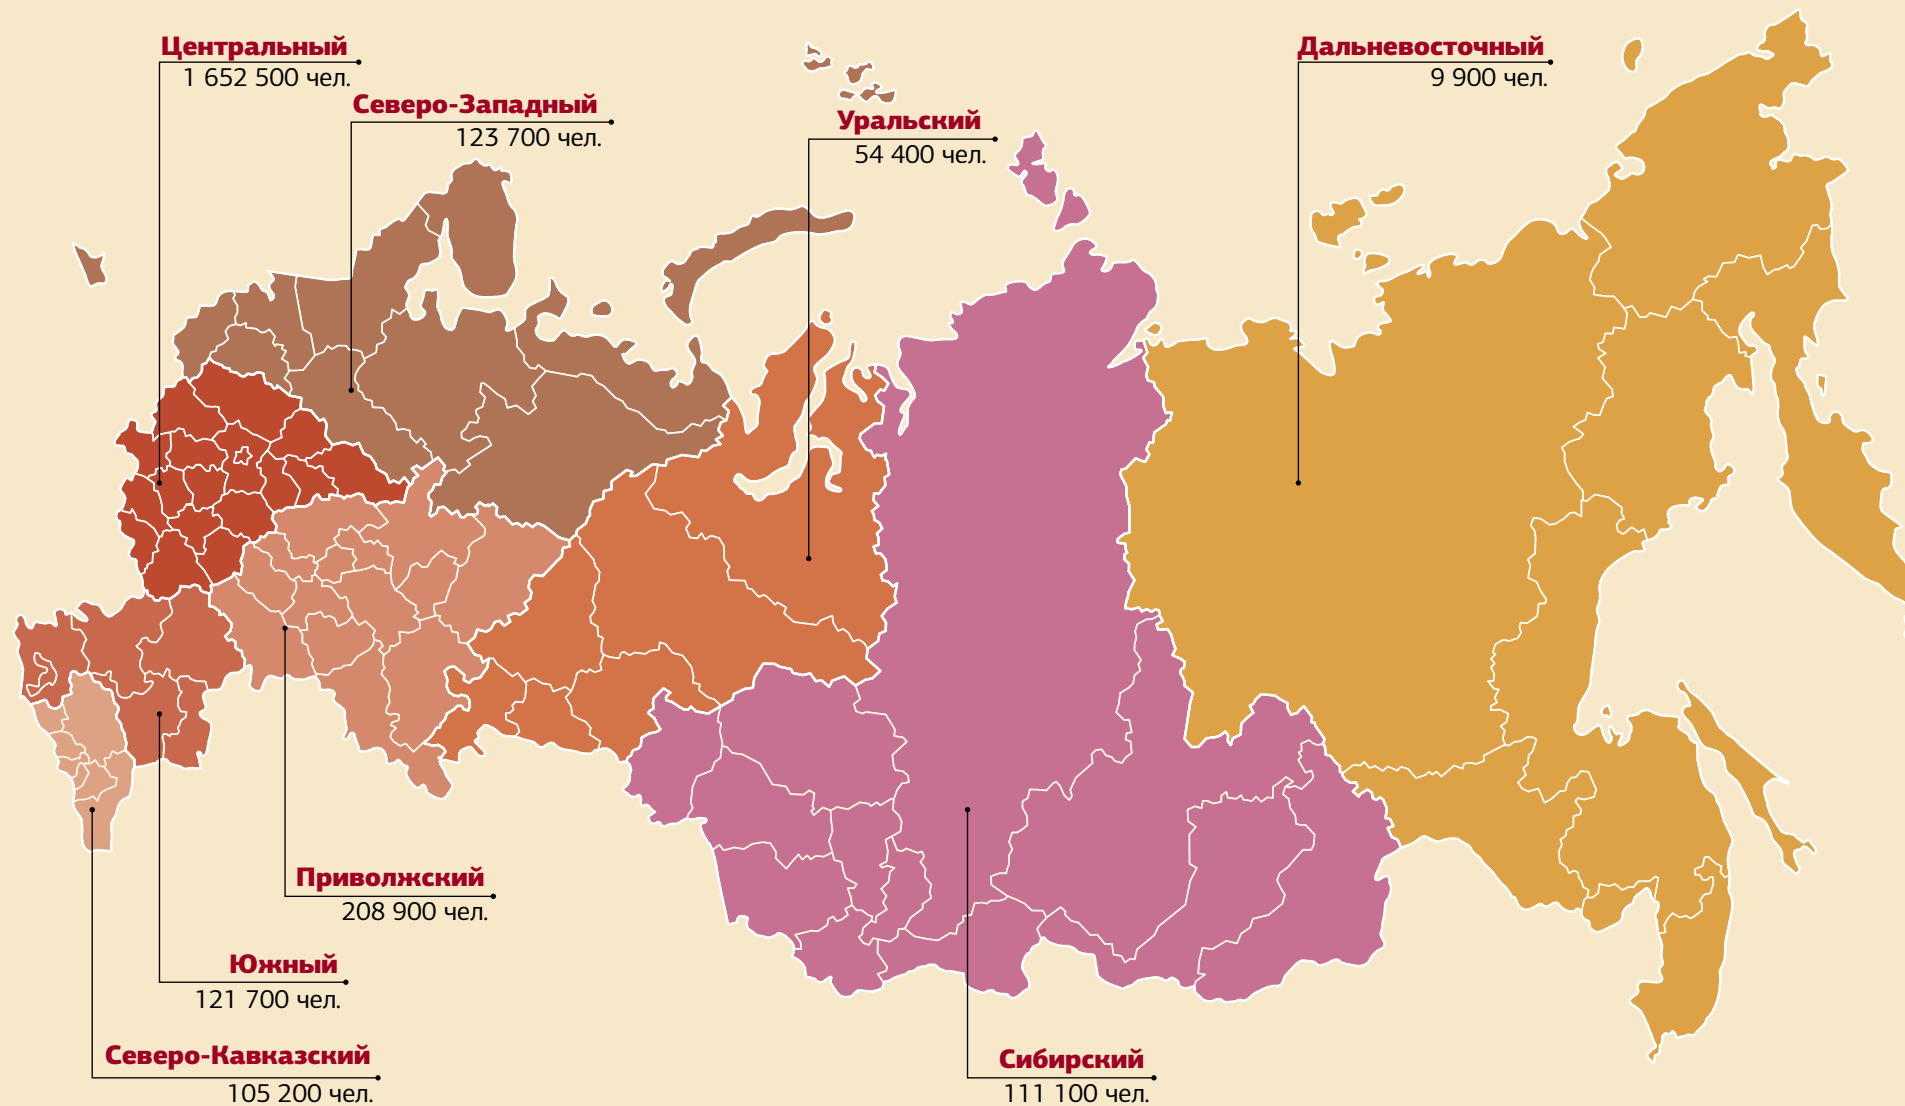 Центральный
1 652 500 чел.
Северо-Западный
123 700 чел.
Уральский
54 400 чел.
Дальневосточный
9 900 чел.
Приволжский
208 900 чел.
Южный
121 700 чел.
Северо-Кавказский
105 200 чел.
Сибирский
111 100 чел.